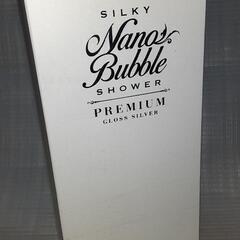 SILKY
Nano
Bubble
SHOWER
PREMIUM
GLOSS SILVER